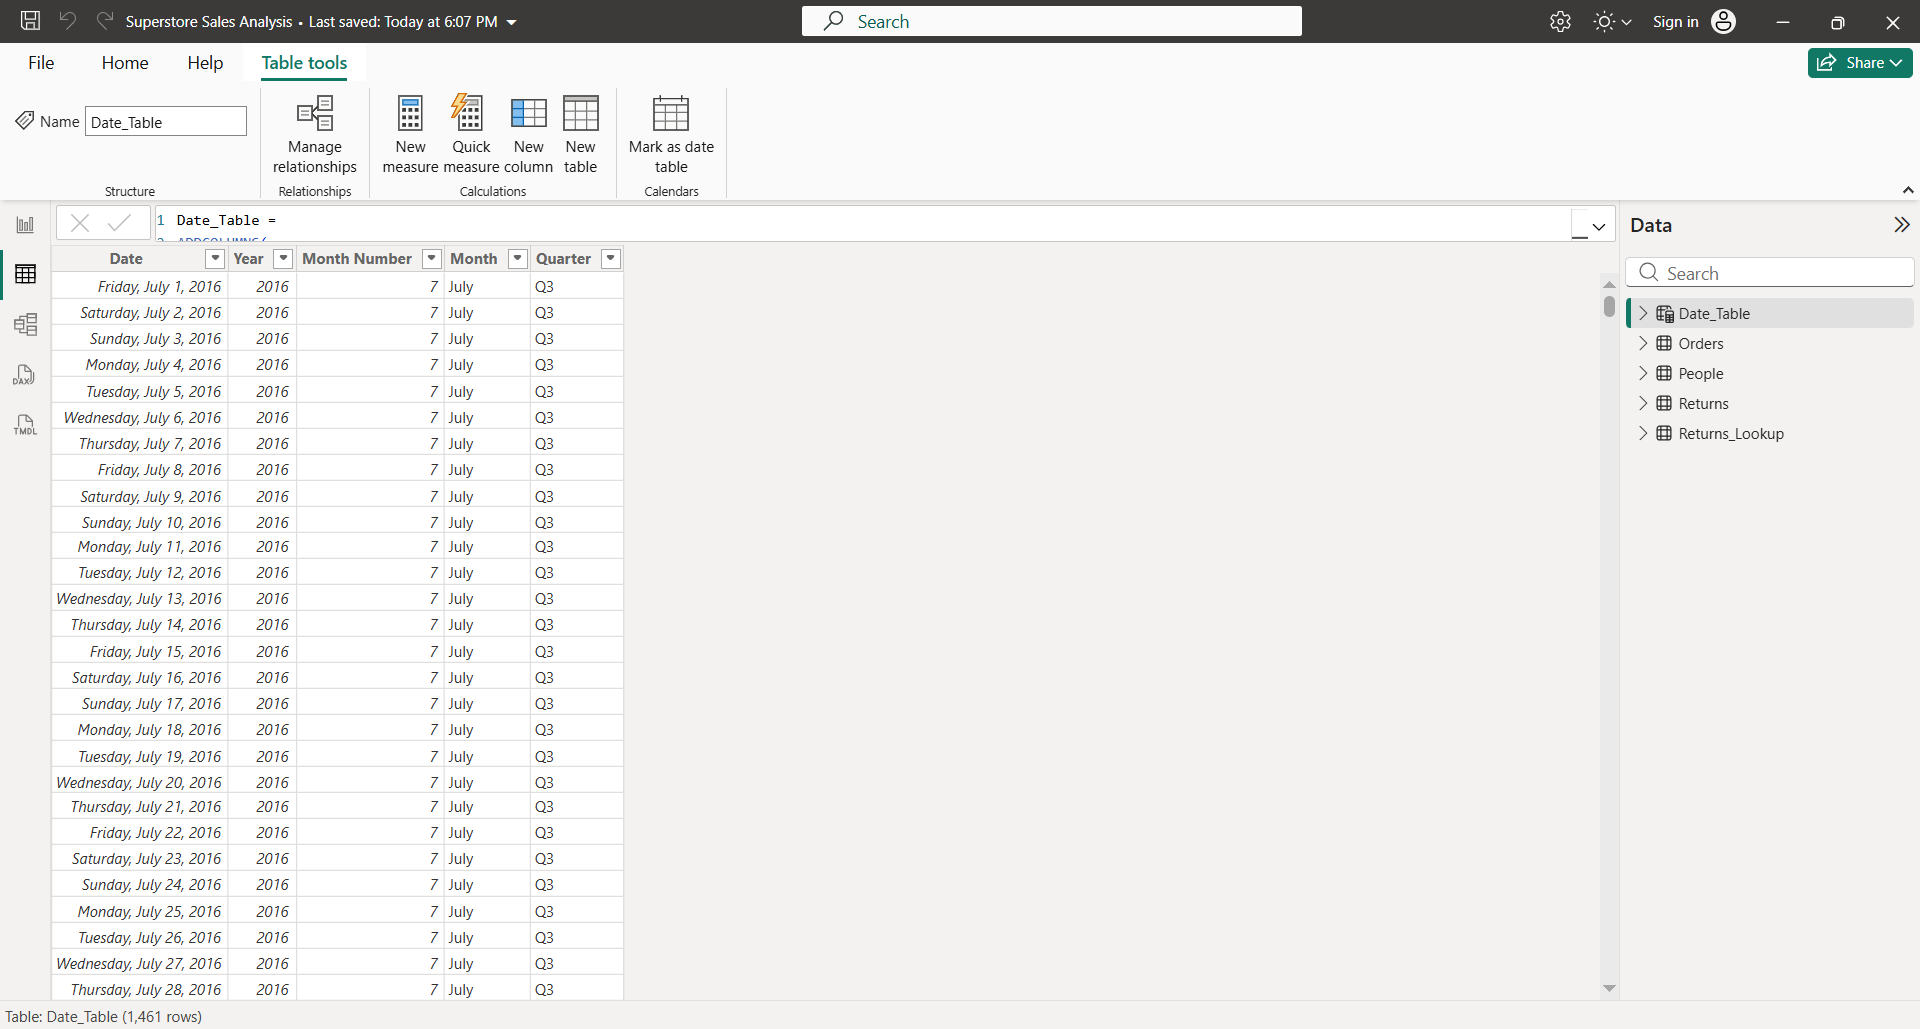 Superstore Sales Analysis • Last saved: Today at 6:07 PM
Search
Sign in
File Home Help Table tools
Share
Name Date_Table
Manage relationships
New measure
Quick measure
New column
New table
Mark as date table
Structure Relationships Calculations Calendars
1 Date_Table =
2 ADDCOLUMNS(
Data
Search
Date_Table
Orders
People
Returns
Returns_Lookup
DAX
TMDL
Date Year Month Number Month Quarter
Friday, July 1, 2016 2016 7 July Q3
Saturday, July 2, 2016 2016 7 July Q3
Sunday, July 3, 2016 2016 7 July Q3
Monday, July 4, 2016 2016 7 July Q3
Tuesday, July 5, 2016 2016 7 July Q3
Wednesday, July 6, 2016 2016 7 July Q3
Thursday, July 7, 2016 2016 7 July Q3
Friday, July 8, 2016 2016 7 July Q3
Saturday, July 9, 2016 2016 7 July Q3
Sunday, July 10, 2016 2016 7 July Q3
Monday, July 11, 2016 2016 7 July Q3
Tuesday, July 12, 2016 2016 7 July Q3
Wednesday, July 13, 2016 2016 7 July Q3
Thursday, July 14, 2016 2016 7 July Q3
Friday, July 15, 2016 2016 7 July Q3
Saturday, July 16, 2016 2016 7 July Q3
Sunday, July 17, 2016 2016 7 July Q3
Monday, July 18, 2016 2016 7 July Q3
Tuesday, July 19, 2016 2016 7 July Q3
Wednesday, July 20, 2016 2016 7 July Q3
Thursday, July 21, 2016 2016 7 July Q3
Friday, July 22, 2016 2016 7 July Q3
Saturday, July 23, 2016 2016 7 July Q3
Sunday, July 24, 2016 2016 7 July Q3
Monday, July 25, 2016 2016 7 July Q3
Tuesday, July 26, 2016 2016 7 July Q3
Wednesday, July 27, 2016 2016 7 July Q3
Thursday, July 28, 2016 2016 7 July Q3
Table: Date_Table (1,461 rows)